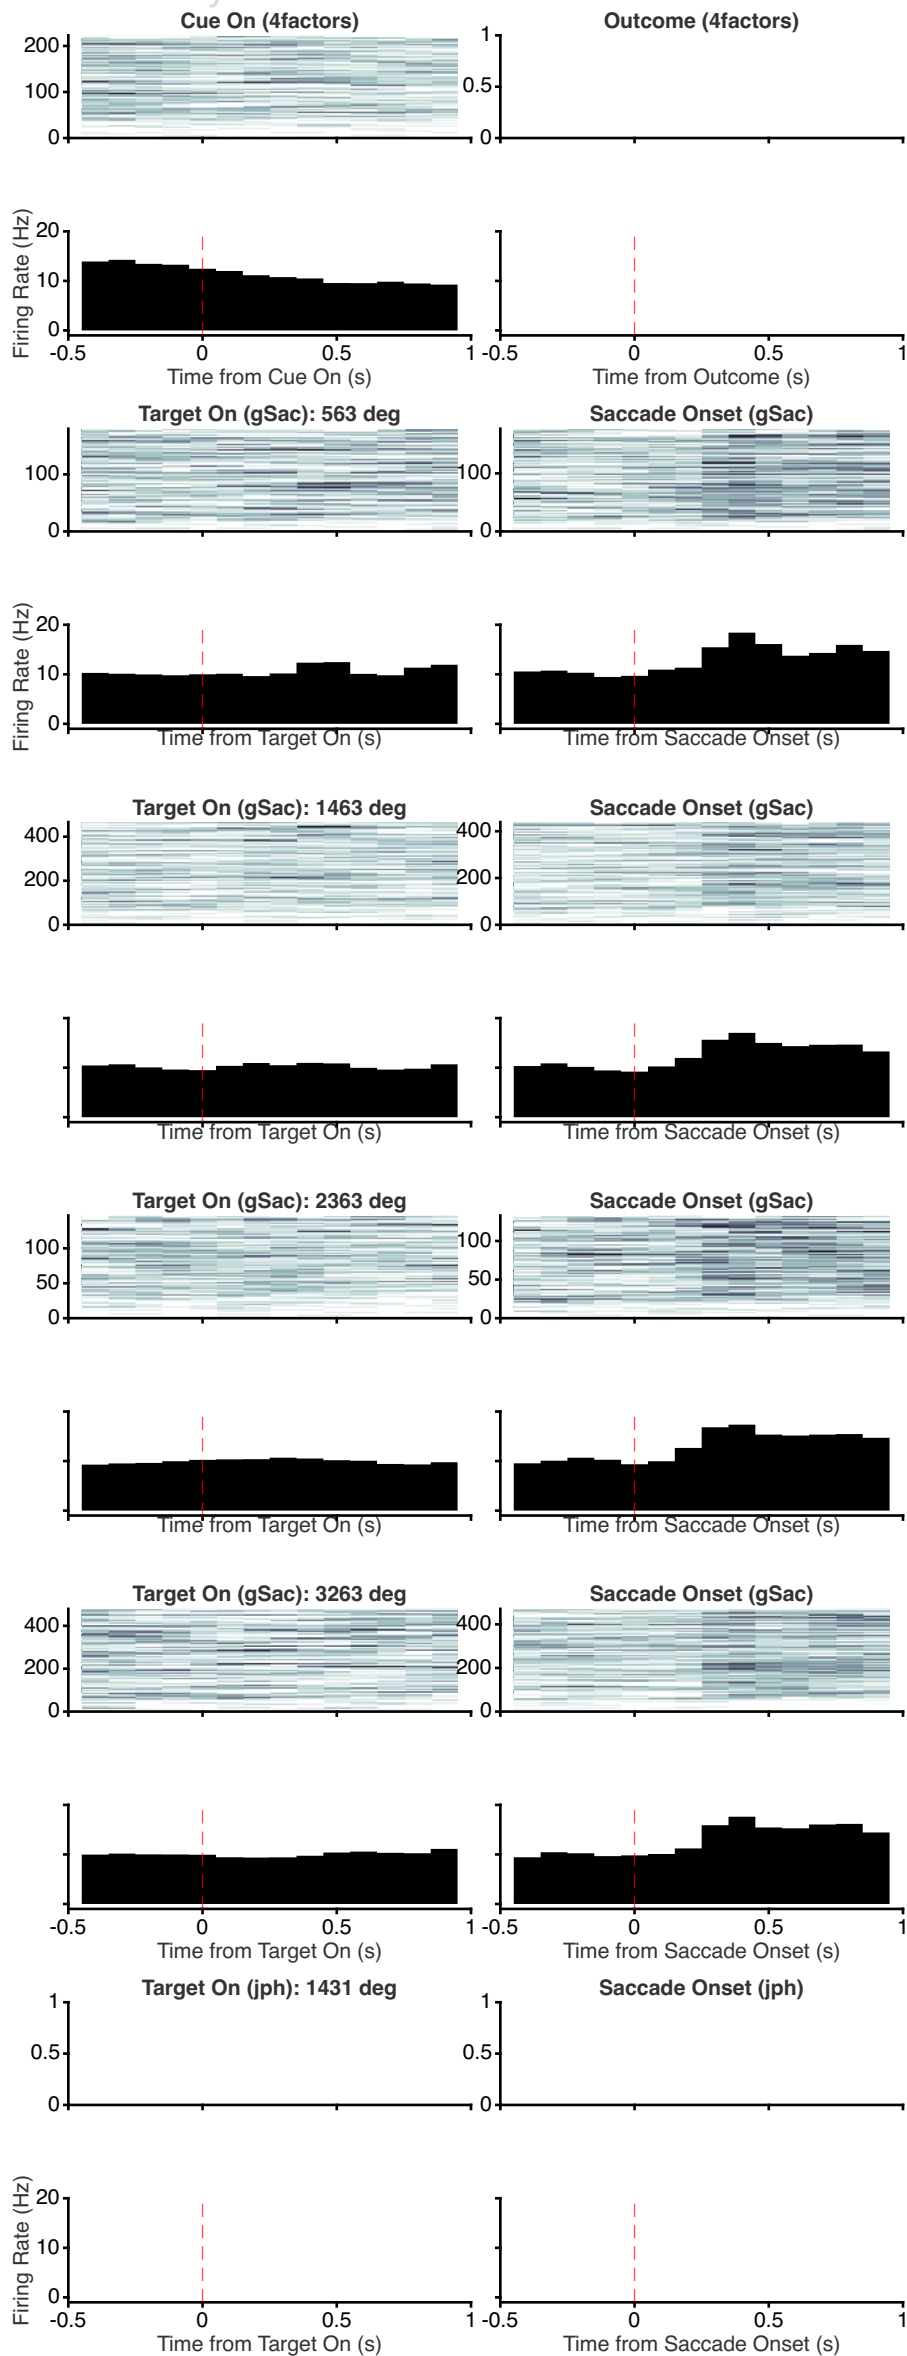 Cue On (4factors) Outcome (4factors)
200
100
0
1
0.5
0
Firing Rate (Hz)
20
10
0
-0.5 0 0.5 1 -0.5 0 0.5 1
Time from Cue On (s) Time from Outcome (s)
Target On (gSac): 563 deg Saccade Onset (gSac)
100
0
100
0
Firing Rate (Hz)
20
10
0
Time from Target On (s) Time from Saccade Onset (s)
Target On (gSac): 1463 deg Saccade Onset (gSac)
400
200
0
400
200
0
Time from Target On (s) Time from Saccade Onset (s)
Target On (gSac): 2363 deg Saccade Onset (gSac)
100
50
0
100
50
0
Time from Target On (s) Time from Saccade Onset (s)
Target On (gSac): 3263 deg Saccade Onset (gSac)
400
200
0
400
200
0
-0.5 0 0.5 1 -0.5 0 0.5 1
Time from Target On (s) Time from Saccade Onset (s)
Target On (jph): 1431 deg Saccade Onset (jph)
1
0.5
0
1
0.5
0
Firing Rate (Hz)
20
10
0
-0.5 0 0.5 1 -0.5 0 0.5 1
Time from Target On (s) Time from Saccade Onset (s)